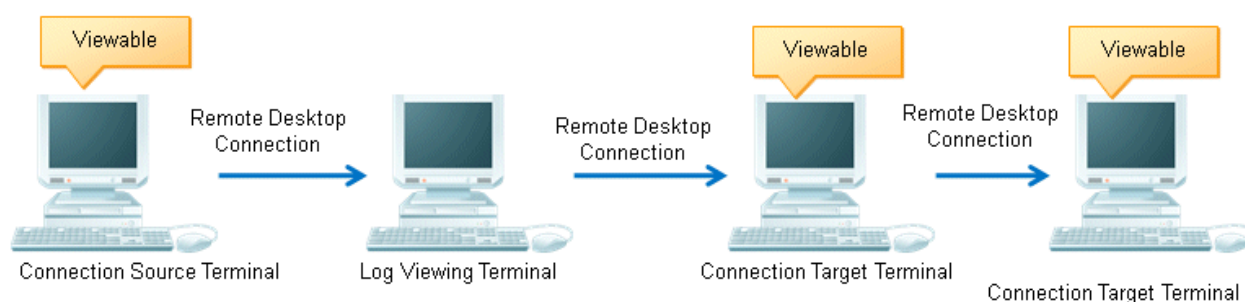 Viewable
Viewable
Viewable
Remote Desktop
Connection
Remote Desktop
Connection
Remote Desktop
Connection
Connection Source Terminal
Log Viewing Terminal
Connection Target Terminal
Connection Target Terminal